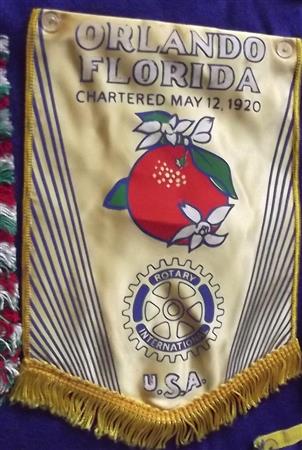 ORLANDO
FLORIDA
CHARTERED MAY 12, 1920
ROTARY
INTERNATIONAL
U.S.A.